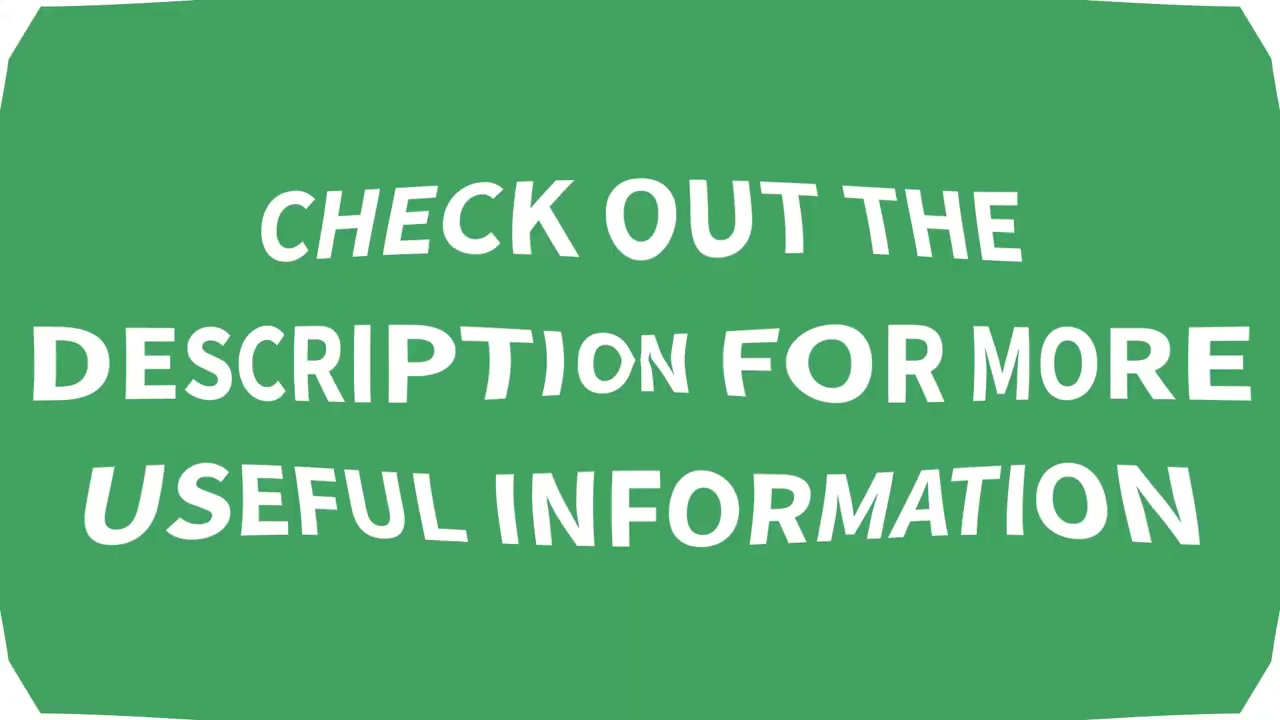 CHECK OUT THE
DESCRIPTION FOR MORE
USEFUL INFORMATION